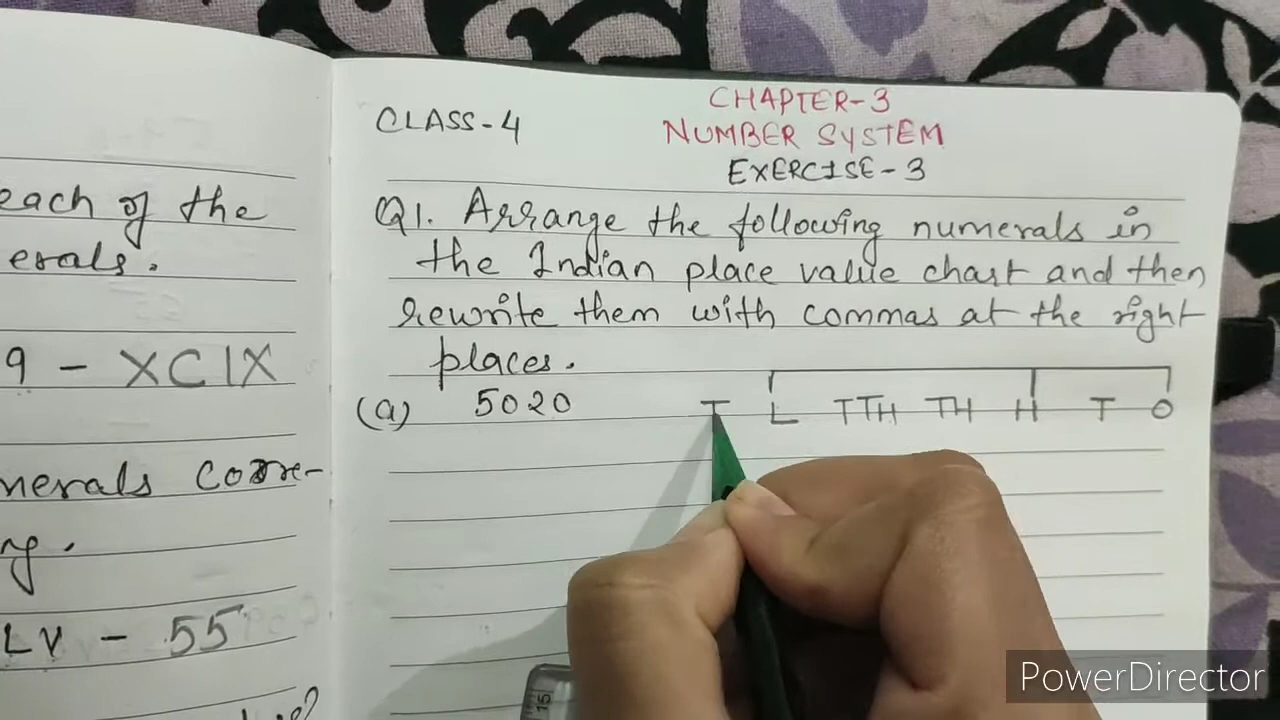 each of the
erals.
9 - XCIX
merals Corre-
ng.
LV - 55
CLASS-4
CHAPTER-3
NUMBER SYSTEM
EXERCISE-3
Q1. Arrange the following numerals in
the Indian place value chart and then
rewrite them with commas at the right
places.
(a) 5020 T L TTH TH H T O
15
PowerDirector